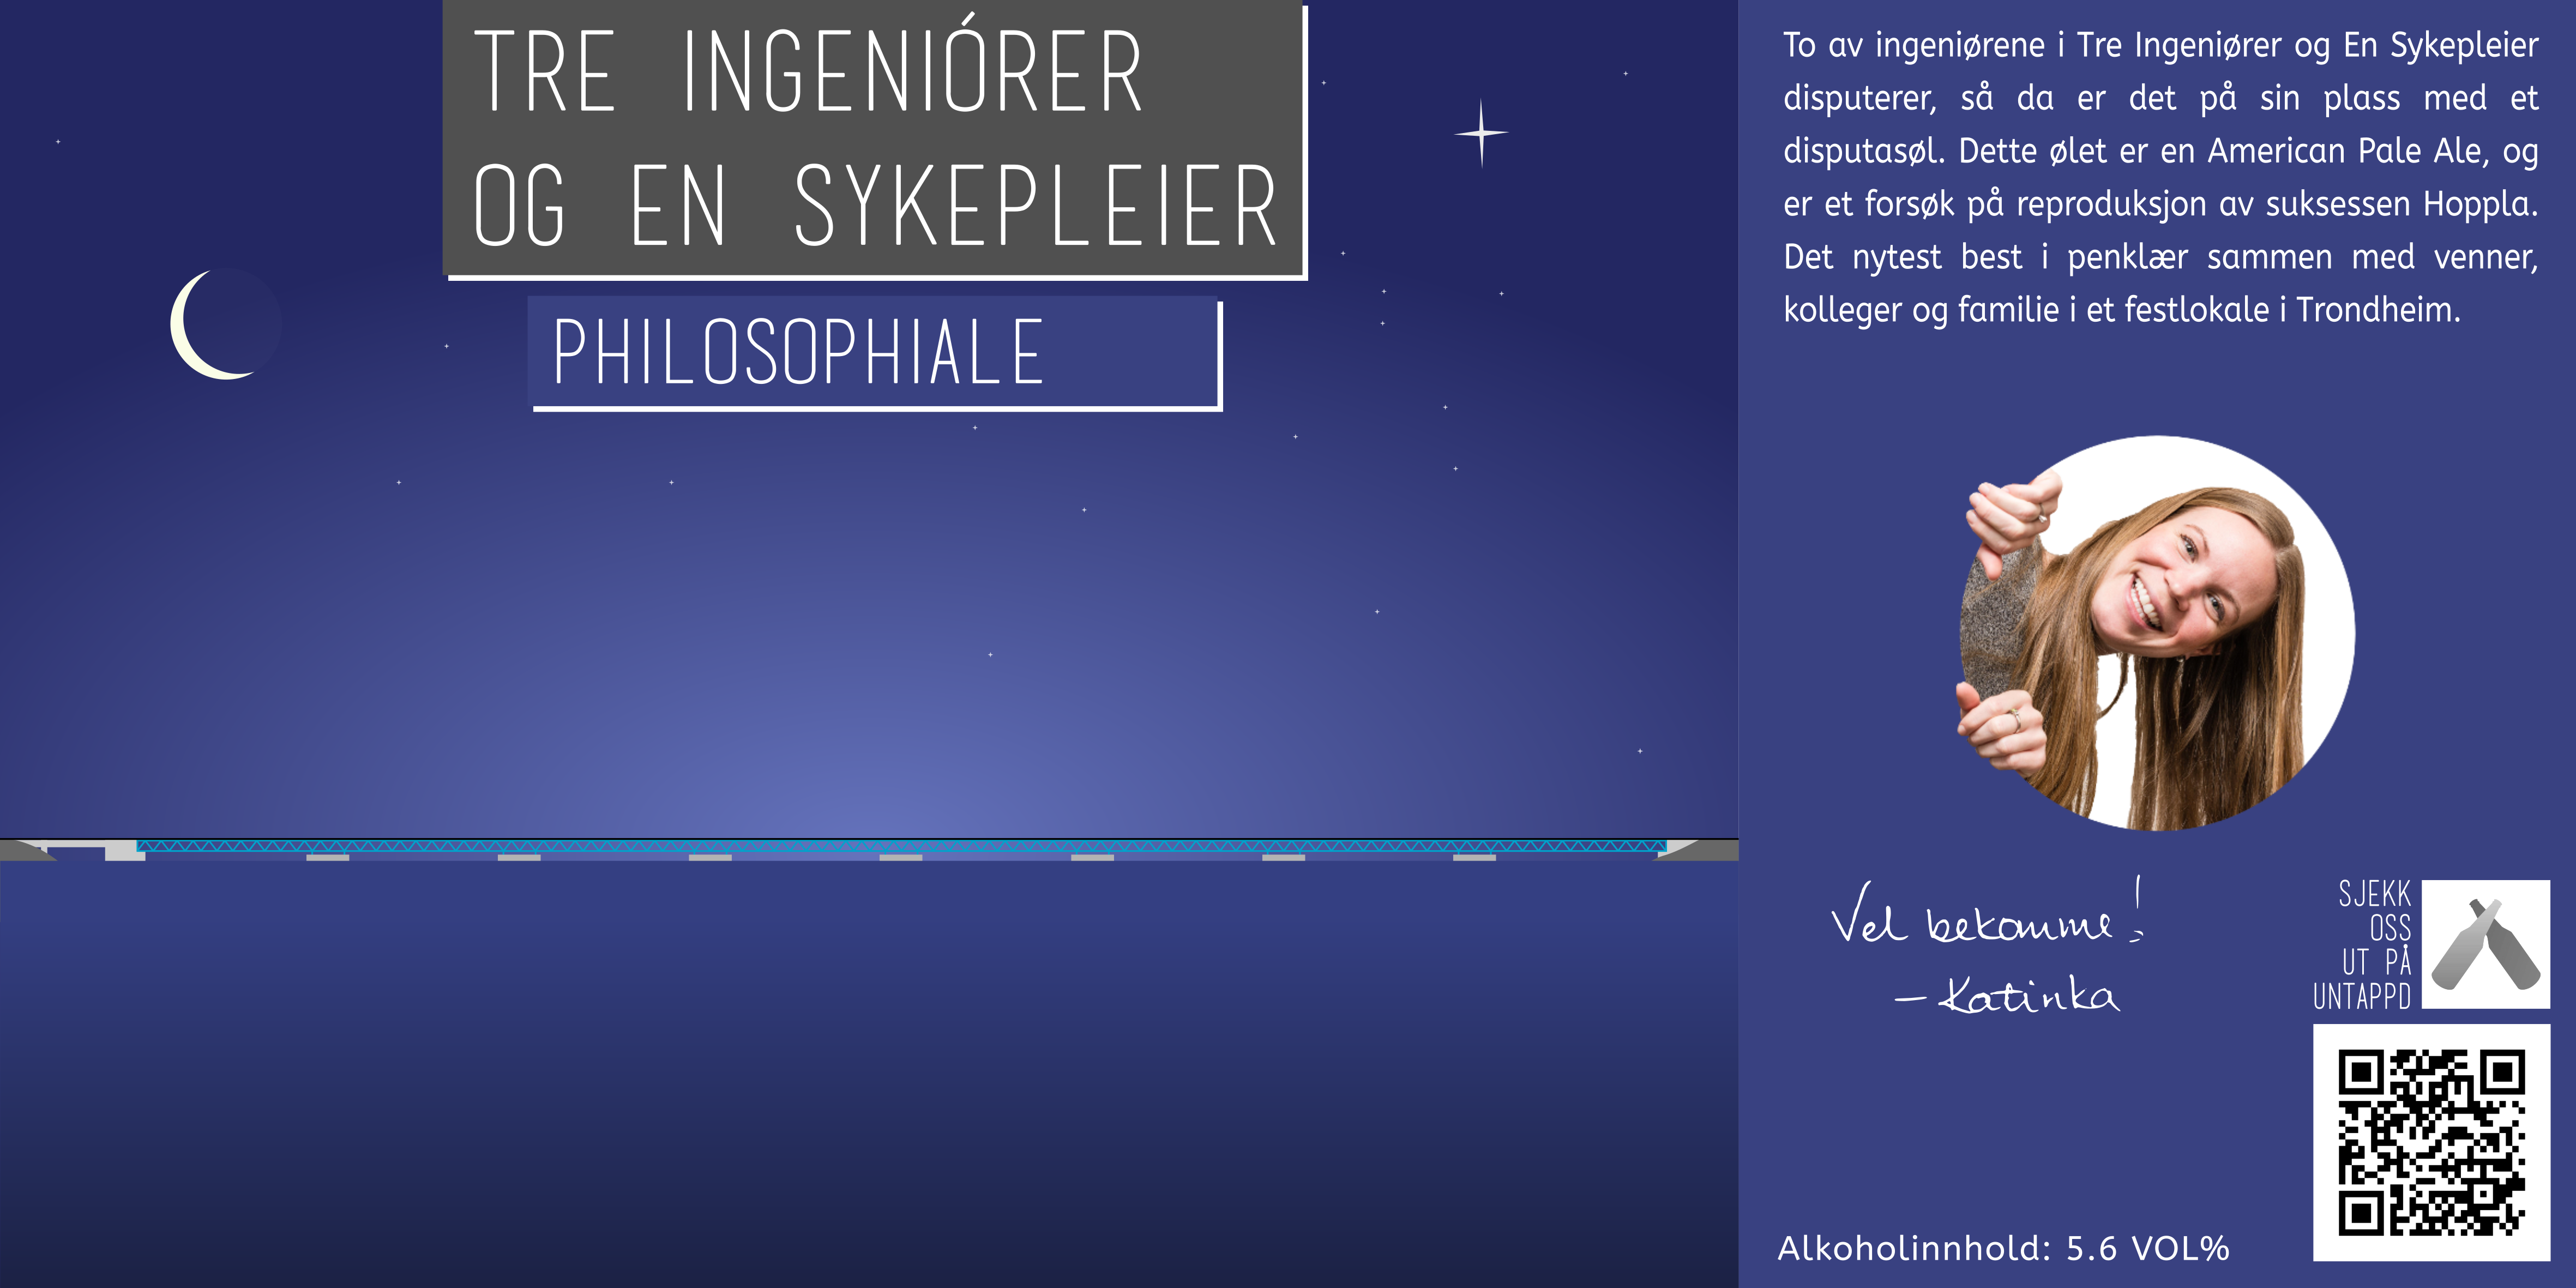 TRE INGENIÓRER
OG EN SYKEPLEIER
PHILOSOPHIALE
To av ingeniørene i Tre Ingeniører og En Sykepleier
disputerer, så da er det på sin plass med et
disputasøl. Dette ølet er en American Pale Ale, og
er et forsøk på reproduksjon av suksessen Hoppla.
Det nytest best i penklær sammen med venner,
kolleger og familie i et festlokale i Trondheim.
Vel bekomme!
– Katinka
SJEKK
OSS
UT PÅ
UNTAPPD
Alkoholinnhold: 5.6 VOL%